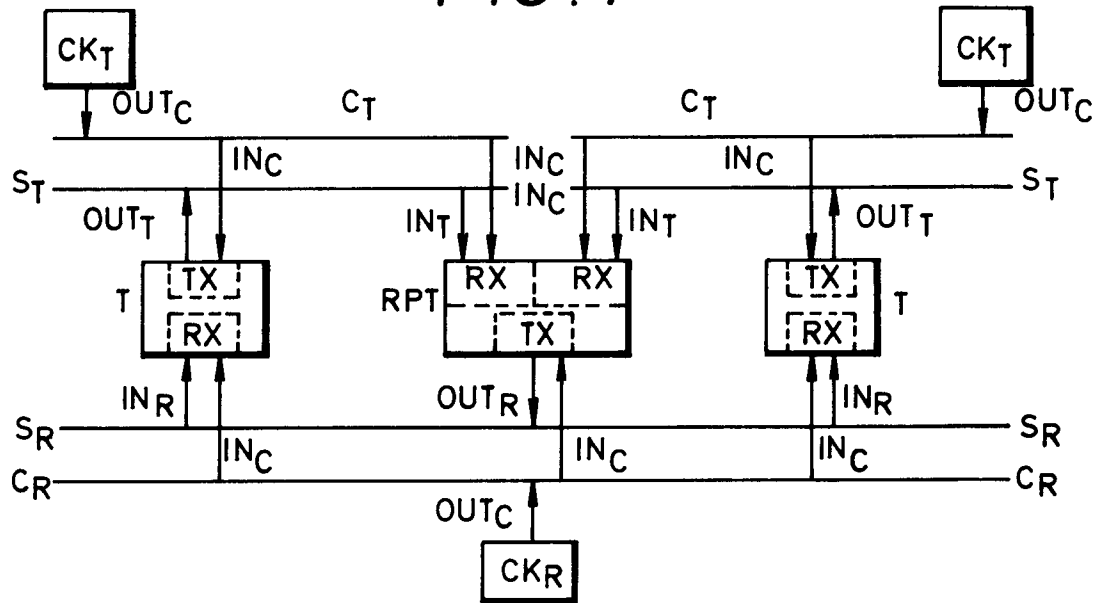 CKT CKT
OUTC CT CT OUTC
INC INC INC
ST INC ST
OUTT INT INT OUTT
TX RX RX TX
T RPT T
RX TX RX
INR OUTR INR
SR SR
INC INC INC
CR CR
OUTC
CKR